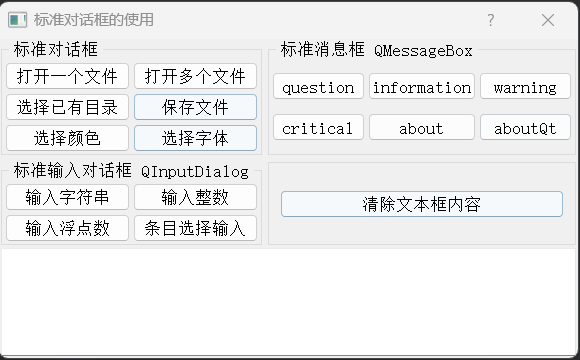 标准对话框的使用
标准对话框
打开一个文件 打开多个文件
选择已有目录 保存文件
选择颜色 选择字体
标准消息框 QMessageBox
question information warning
critical about aboutQt
标准输入对话框 QInputDialog
输入字符串 输入整数
输入浮点数 条目选择输入
清除文本框内容